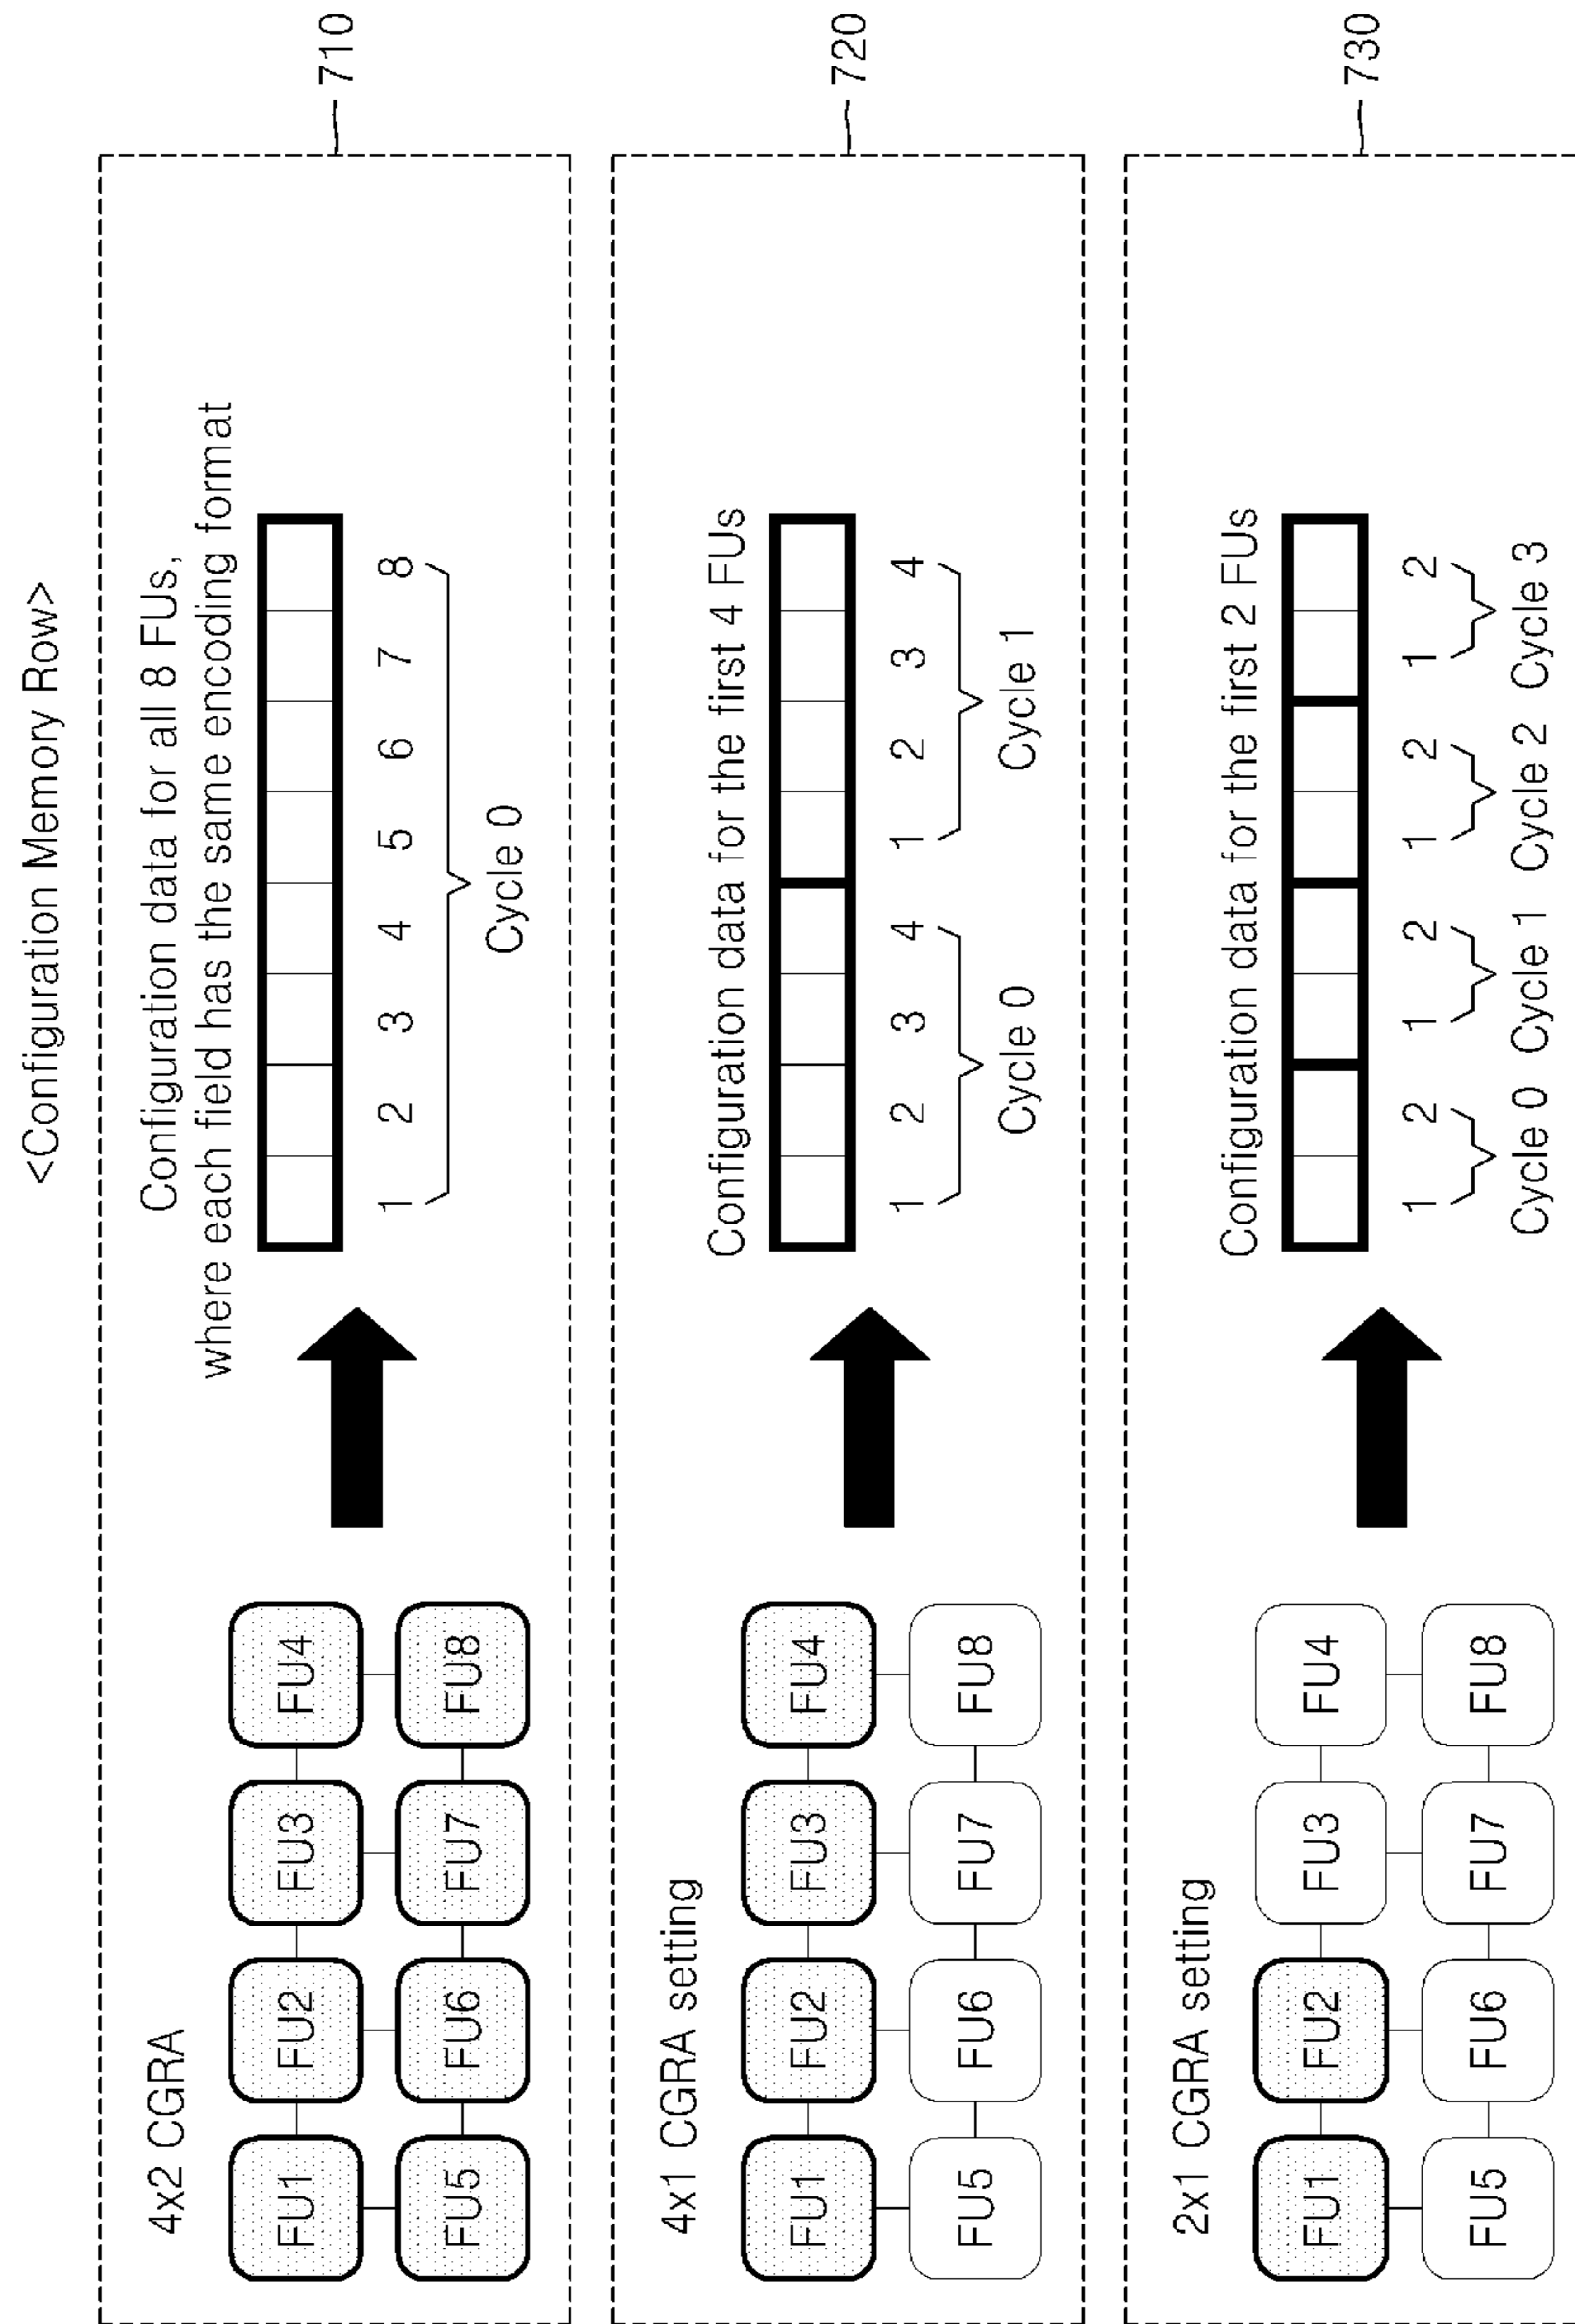 <Configuration Memory Row>
4x2 CGRA
FU1 FU2 FU3 FU4
FU5 FU6 FU7 FU8
Configuration data for all 8 FUs,
where each field has the same encoding format
1 2 3 4 5 6 7 8
Cycle 0
710
4x1 CGRA setting
FU1 FU2 FU3 FU4
FU5 FU6 FU7 FU8
Configuration data for the first 4 FUs
1 2 3 4 1 2 3 4
Cycle 0 Cycle 1
720
2x1 CGRA setting
FU1 FU2 FU3 FU4
FU5 FU6 FU7 FU8
Configuration data for the first 2 FUs
1 2 1 2 1 2 1 2
Cycle 0 Cycle 1 Cycle 2 Cycle 3
730